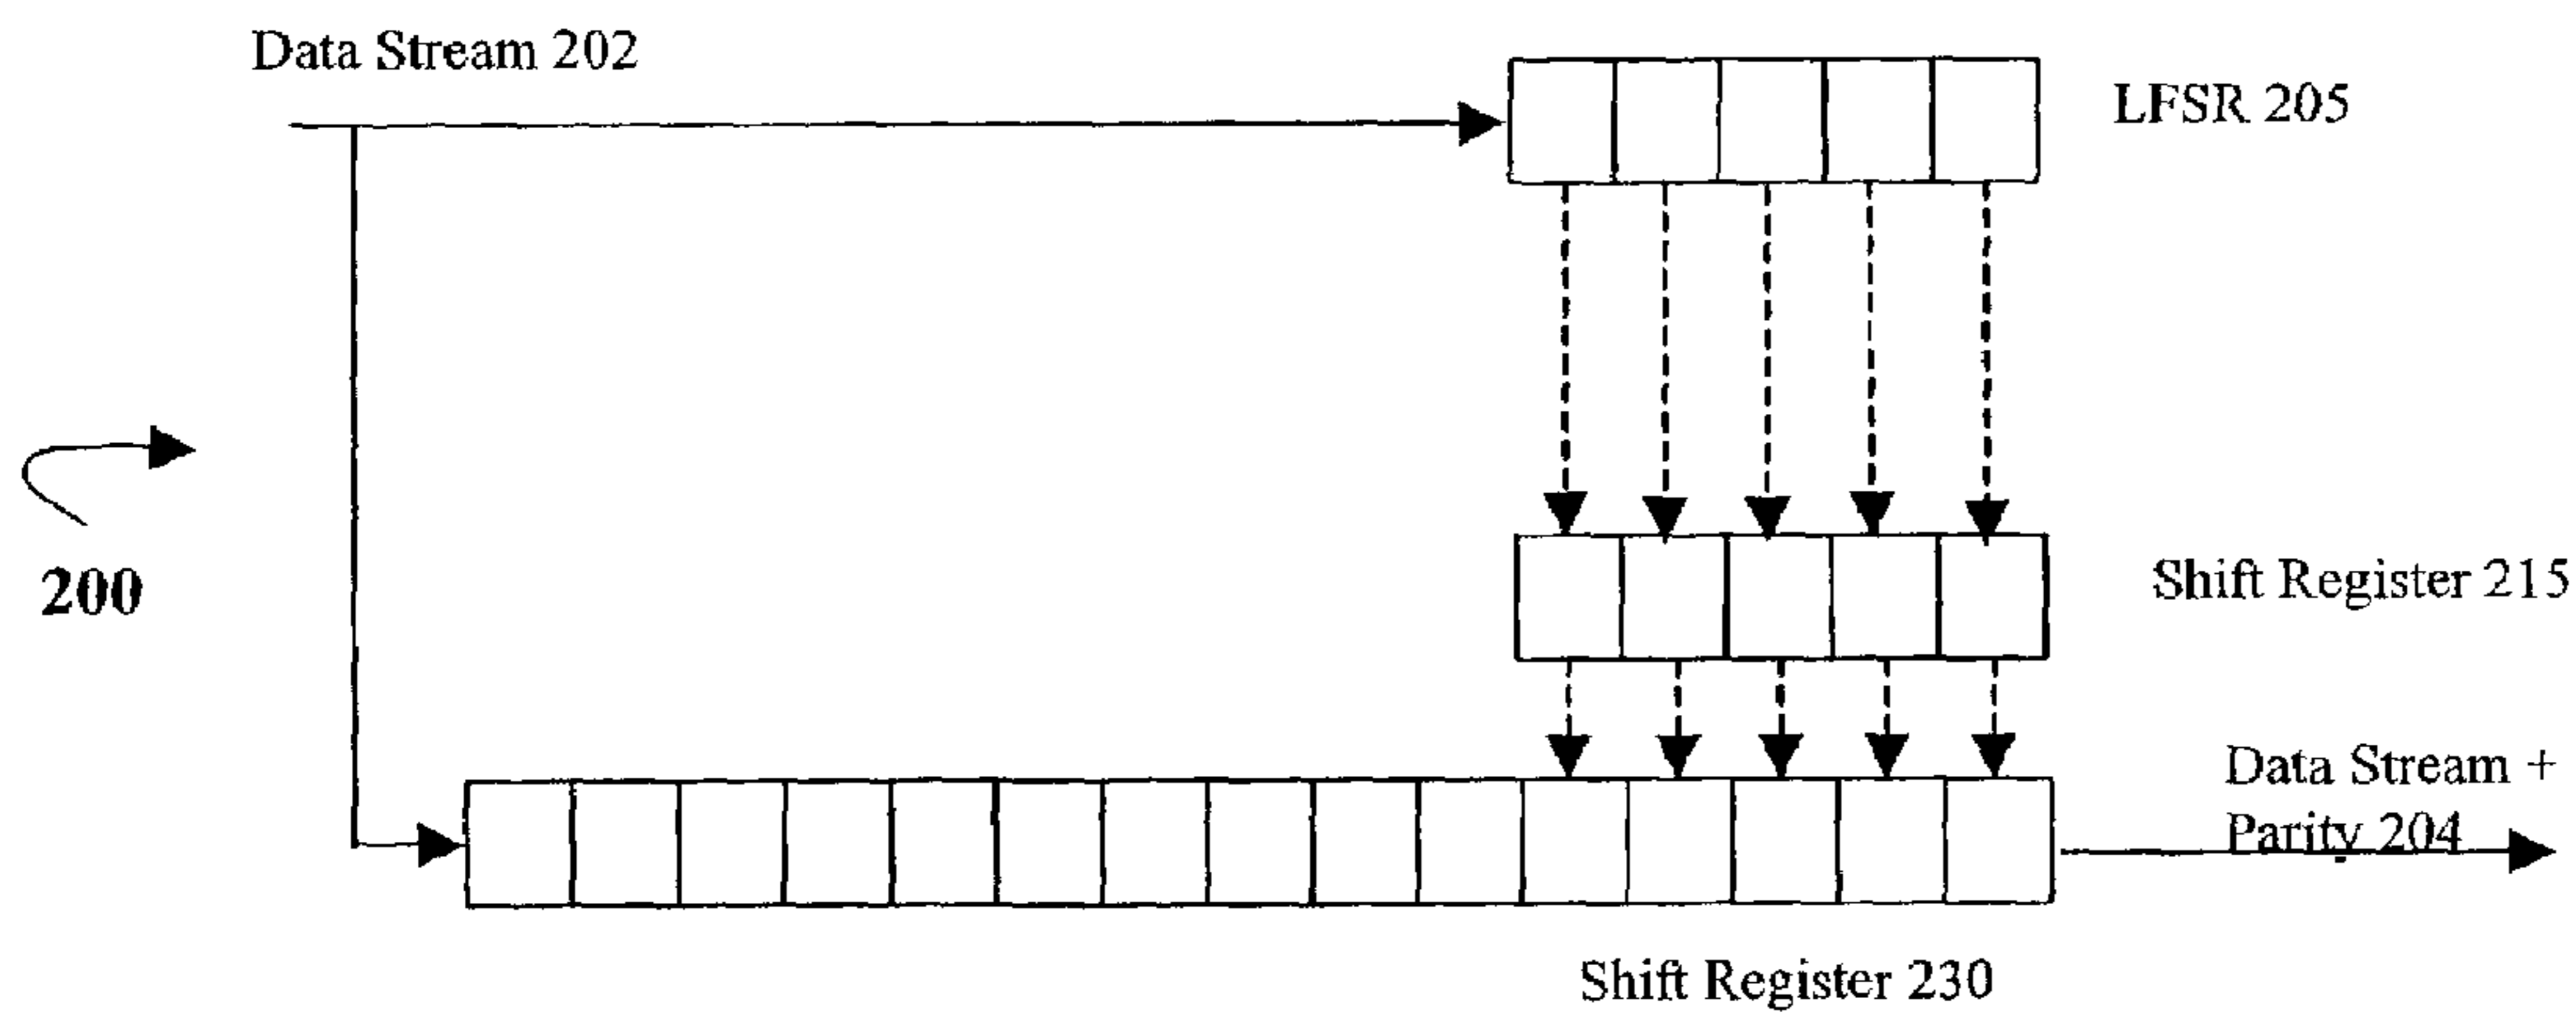 Data Stream 202
LFSR 205
200
Shift Register 215
Data Stream +
Parity 204
Shift Register 230